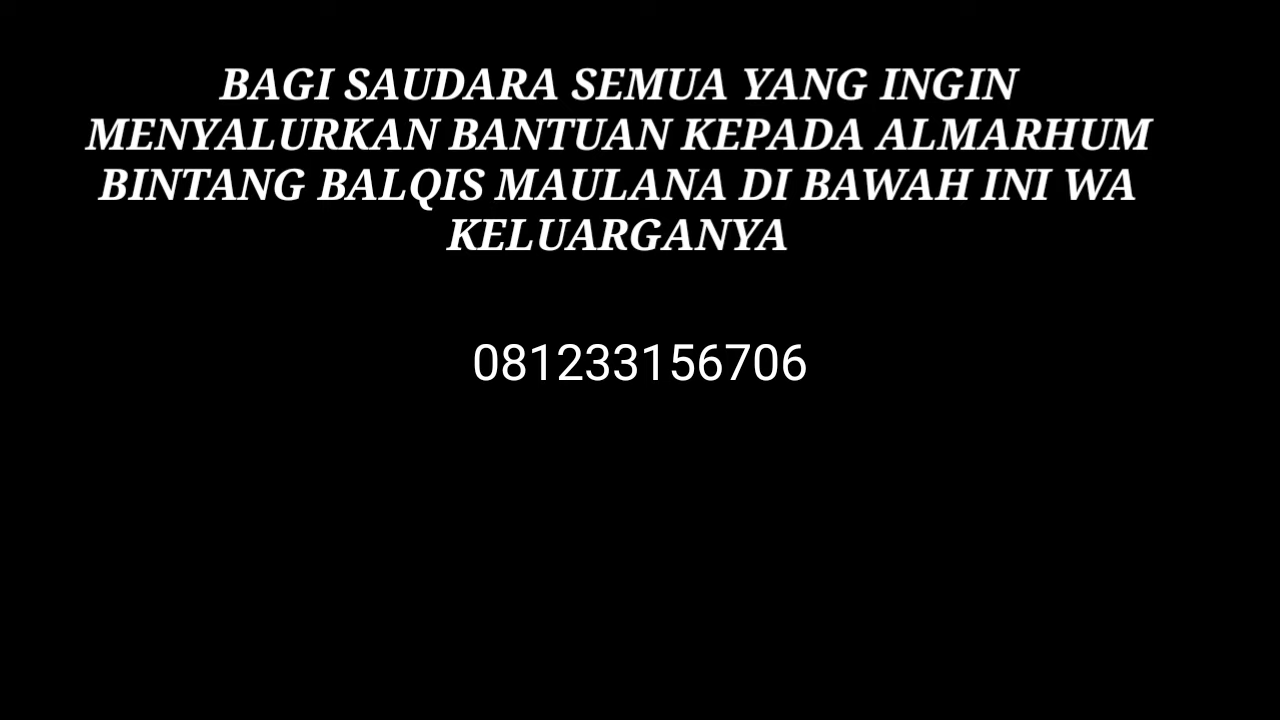 BAGI SAUDARA SEMUA YANG INGIN
MENYALURKAN BANTUAN KEPADA ALMARHUM
BINTANG BALQIS MAULANA DI BAWAH INI WA
KELUARGANYA
081233156706